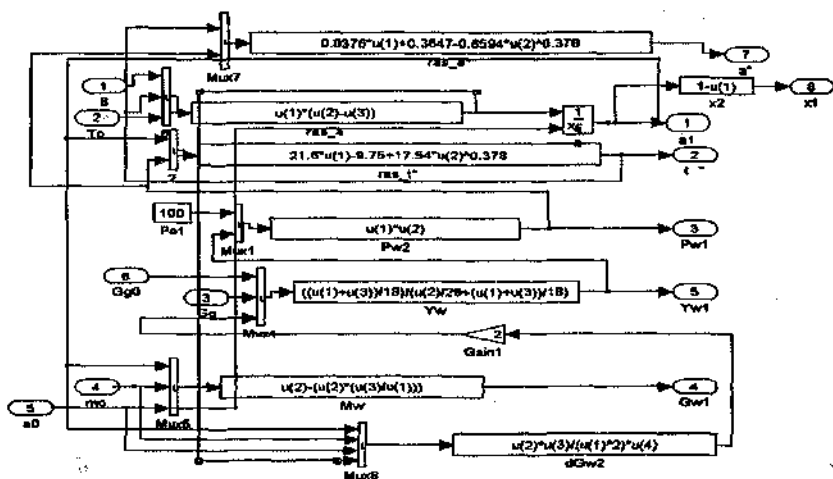 0.0376*u(1)+0.3647-0.6594*u(2)^0.378
Mux7
ras_a*
7
a*
1
8
1-u(1)
x2
8
x1
2
To
u(1)*(u(2)-u(3))
ras_a
1
1
a1
21.6*u(1)-9.75+17.54*u(2)^0.378
2
ras_t*
2
100
Po1
Mux1
u(1)*u(2)
Pw2
3
Pw1
6
Gg0
3
Gg
((u(1)+u(3))/18)/(u(2)/28+(u(1)+u(3))/18)
Yw
5
Yw1
2
Gain1
4
mo
Mux5
u(2)-(u(2)*(u(3)/u(1)))
Mw
4
Gw1
5
a0
Mux8
u(2)*u(3)/(u(1)^2)*u(4)
dGw2